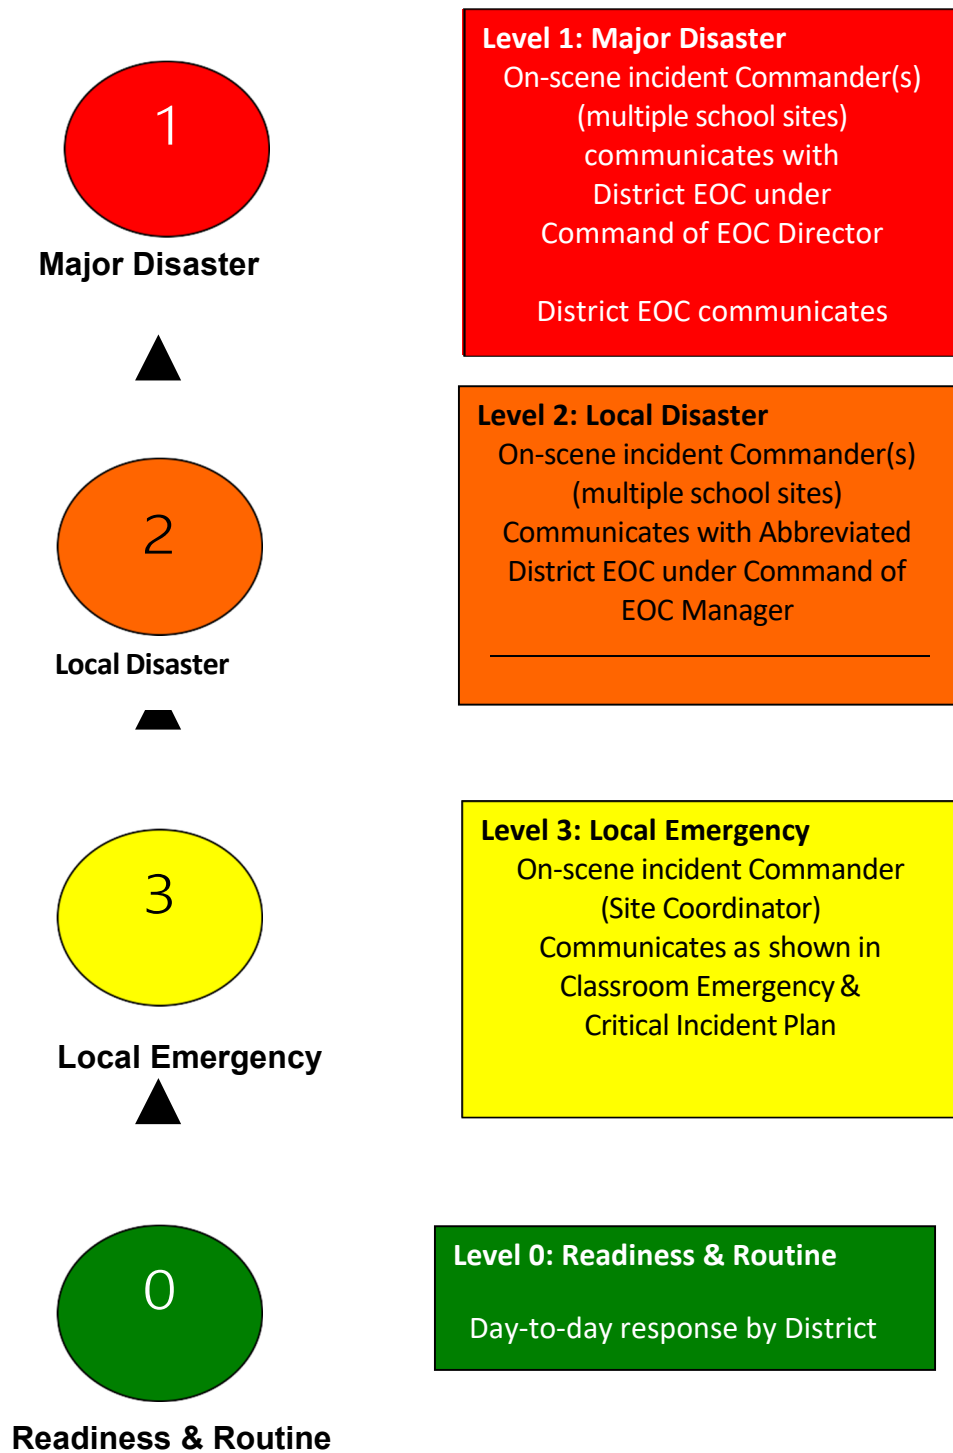 1
Major Disaster
Level 1: Major Disaster
On-scene incident Commander(s)
(multiple school sites)
communicates with
District EOC under
Command of EOC Director
District EOC communicates
2
Local Disaster
Level 2: Local Disaster
On-scene incident Commander(s)
(multiple school sites)
Communicates with Abbreviated
District EOC under Command of
EOC Manager
3
Local Emergency
Level 3: Local Emergency
On-scene incident Commander
(Site Coordinator)
Communicates as shown in
Classroom Emergency &
Critical Incident Plan
0
Readiness & Routine
Level 0: Readiness & Routine
Day-to-day response by District